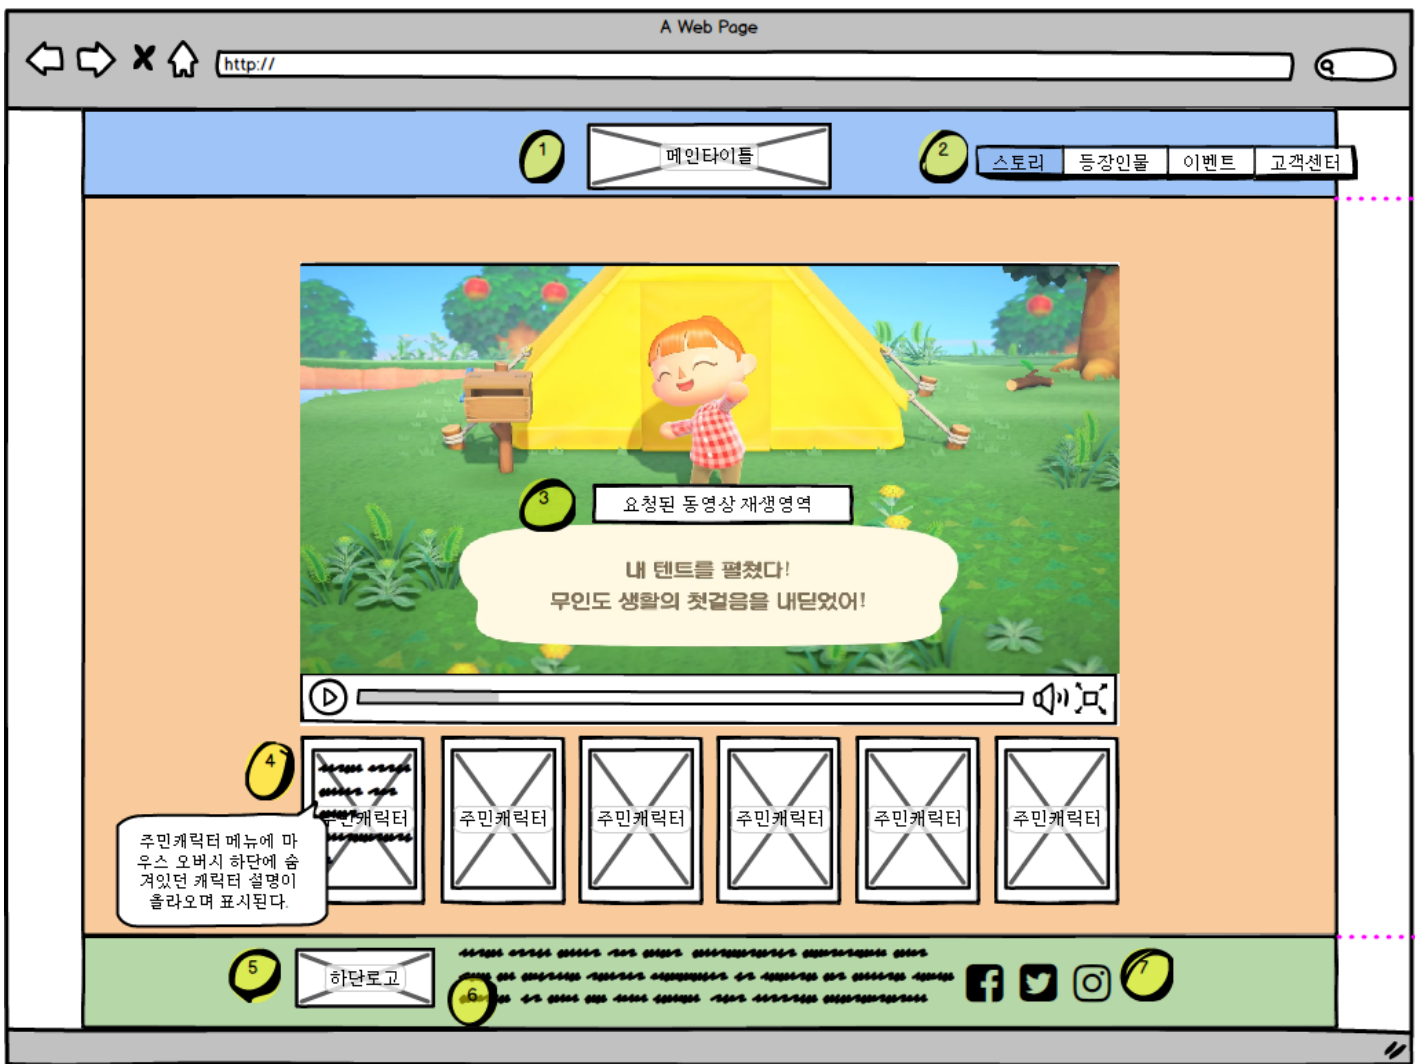 A Web Page
http://
1
메인타이틀
2
스토리
등장인물
이벤트
고객센터
3
요청된 동영상 재생영역
내 텐트를 펼쳤다!
무인도 생활의 첫걸음을 내딛었어!
4
주민캐릭터
주민캐릭터
주민캐릭터
주민캐릭터
주민캐릭터
주민캐릭터
주민캐릭터 메뉴에 마
우스 오버시 하단에 숨
겨있던 캐릭터 설명이
올라오며 표시된다.
5
하단로고
6
7